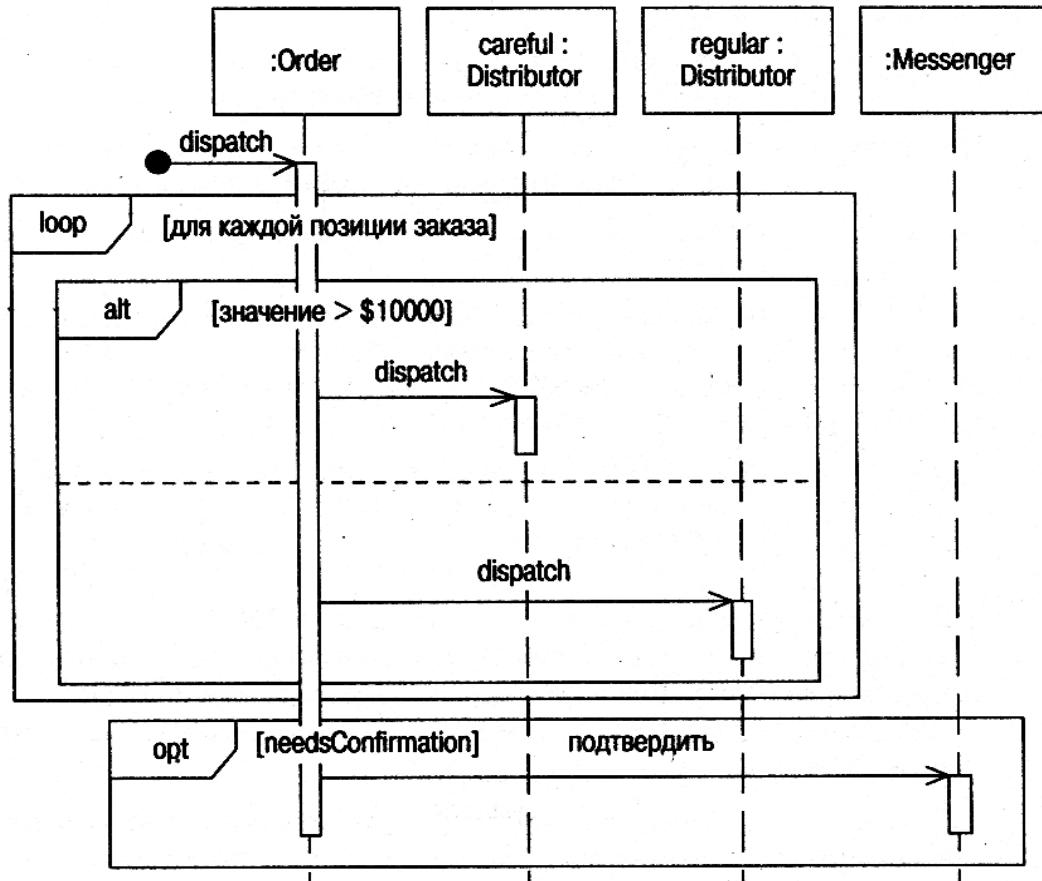 :Order
careful :
Distributor
regular :
Distributor
:Messenger
dispatch
loop
[для каждой позиции заказа]
alt
[значение > $10000]
dispatch
dispatch
opt
[needsConfirmation]
подтвердить